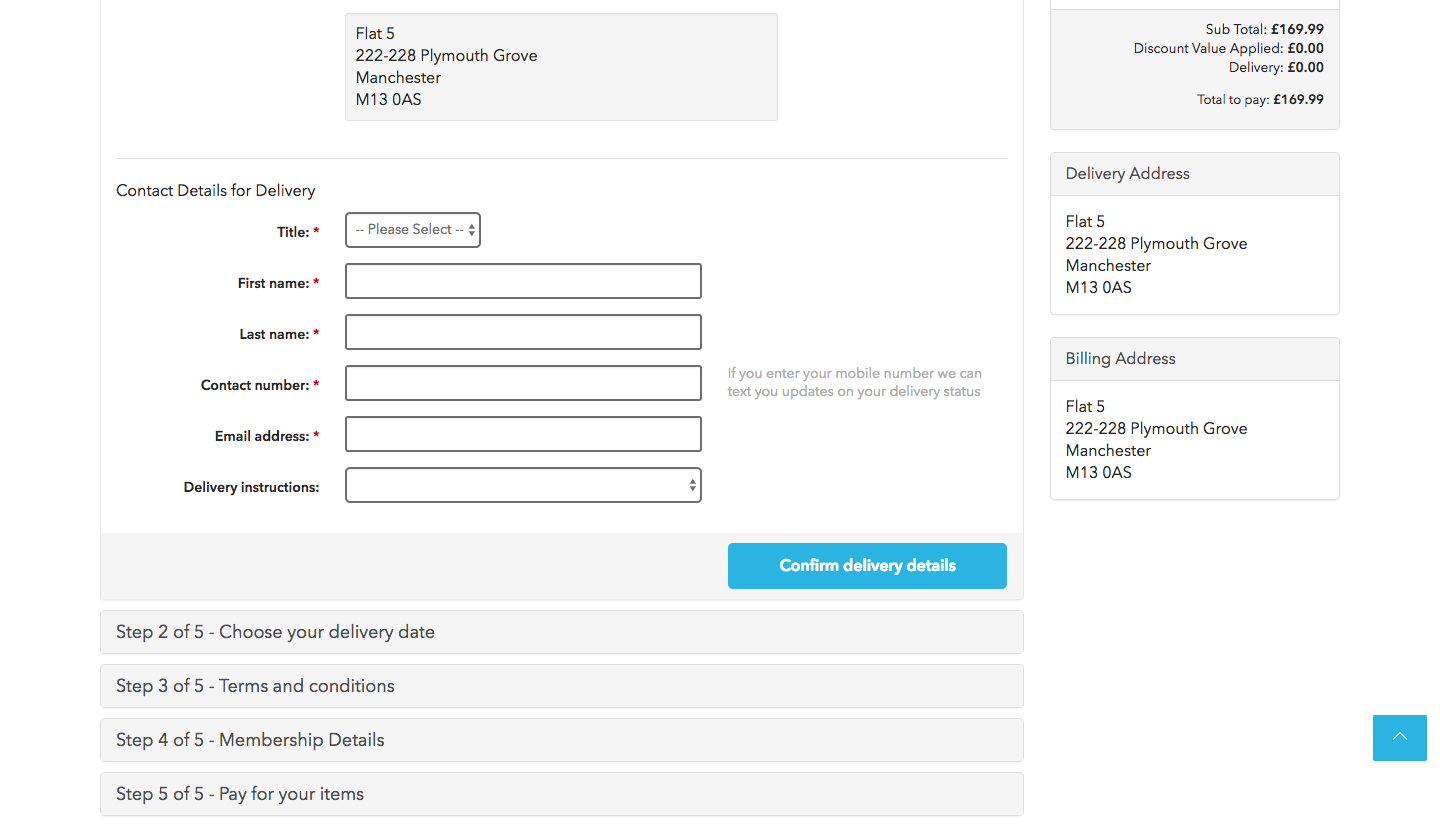 Flat 5
222-228 Plymouth Grove
Manchester
M13 0AS
Contact Details for Delivery
Title: *
-- Please Select --
First name: *
Last name: *
Contact number: *
If you enter your mobile number we can
text you updates on your delivery status
Email address: *
Delivery instructions:
Confirm delivery details
Step 2 of 5 - Choose your delivery date
Step 3 of 5 - Terms and conditions
Step 4 of 5 - Membership Details
Step 5 of 5 - Pay for your items
Sub Total: £169.99
Discount Value Applied: £0.00
Delivery: £0.00
Total to pay: £169.99
Delivery Address
Flat 5
222-228 Plymouth Grove
Manchester
M13 0AS
Billing Address
Flat 5
222-228 Plymouth Grove
Manchester
M13 0AS